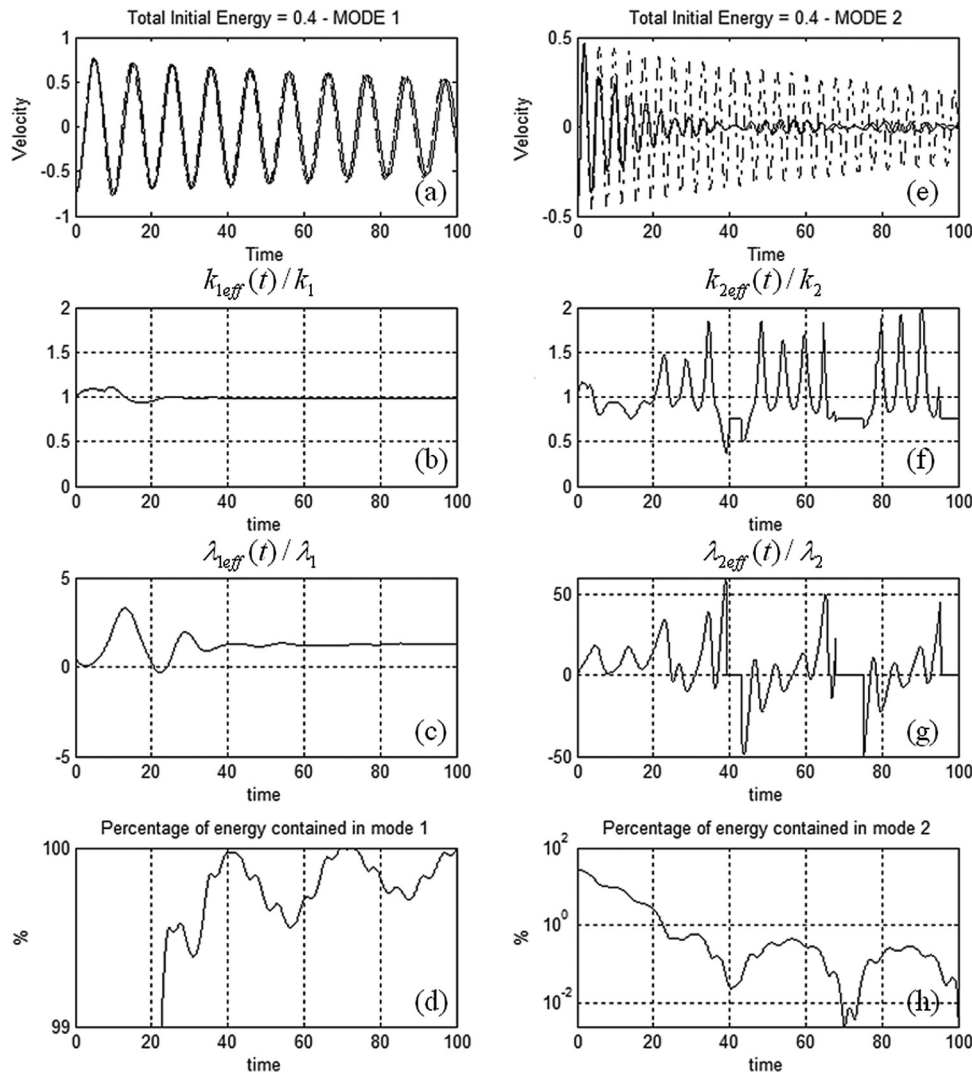 Total Initial Energy = 0.4 - MODE 1
1
0.5
0
-0.5
-1
Velocity
(a)
0 20 40 60 80 100
Time
k1eff(t) / k1
2
1.5
1
0.5
0
(b)
0 20 40 60 80 100
time
λ1eff(t) / λ1
5
0
-5
(c)
0 20 40 60 80 100
time
Percentage of energy contained in mode 1
100
99
%
(d)
0 20 40 60 80 100
time
Total Initial Energy = 0.4 - MODE 2
0.5
0
-0.5
Velocity
(e)
0 20 40 60 80 100
Time
k2eff(t) / k2
2
1.5
1
0.5
0
(f)
0 20 40 60 80 100
time
λ2eff(t) / λ2
50
0
-50
(g)
0 20 40 60 80 100
time
Percentage of energy contained in mode 2
10^2
10^0
10^-2
%
(h)
0 20 40 60 80 100
time